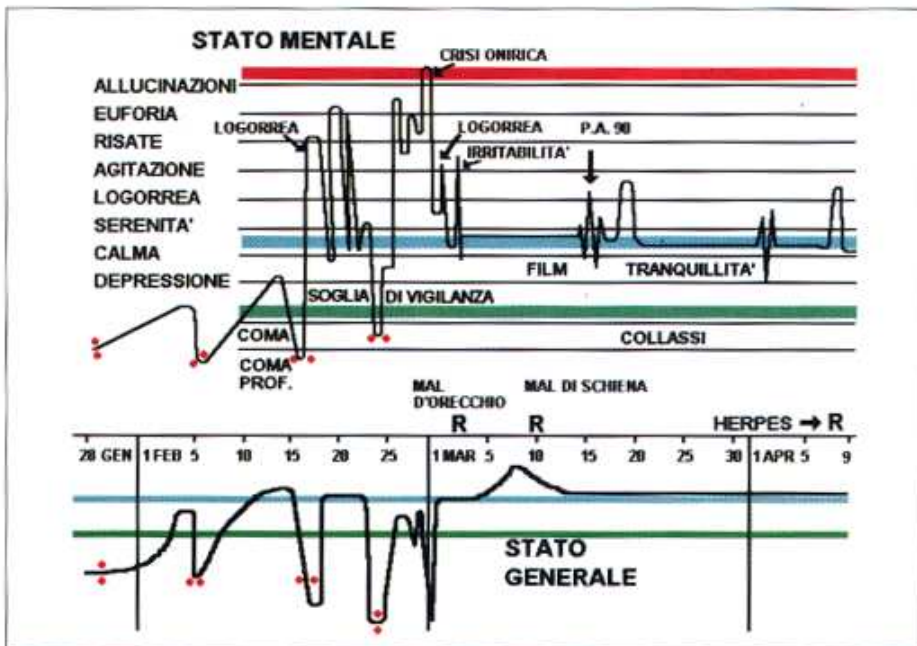 STATO MENTALE
CRISI ONIRICA
ALLUCINAZIONI
EUFORIA
LOGORREA
LOGORREA
P.A. 90
RISATE
IRRITABILITA'
AGITAZIONE
LOGORREA
SERENITA'
CALMA
FILM
TRANQUILLITA'
DEPRESSIONE
SOGLIA DI VIGILANZA
COMA
COLLASSI
COMA
PROF.
MAL
D'ORECCHIO
MAL DI SCHIENA
R
R
HERPES → R
28 GEN 1 FEB 5 10 15 20 25 1 MAR 5 10 15 20 25 30 1 APR 5 9
STATO
GENERALE